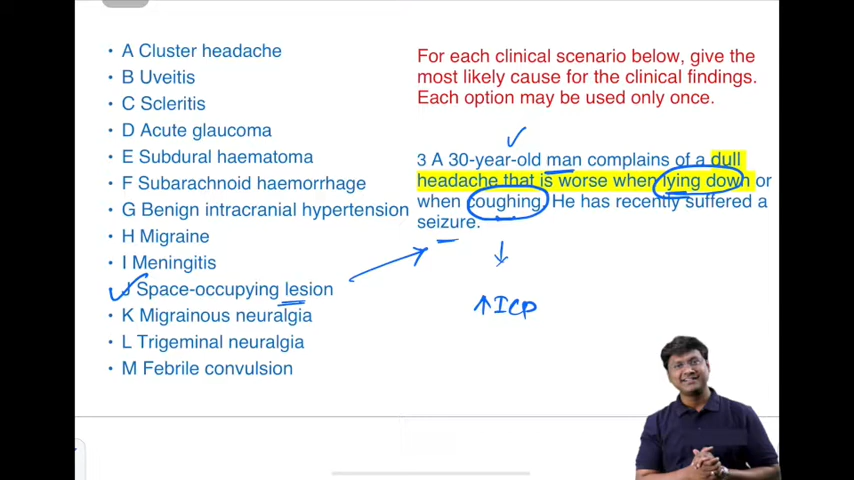 • A Cluster headache
• B Uveitis
• C Scleritis
• D Acute glaucoma
• E Subdural haematoma
• F Subarachnoid haemorrhage
• G Benign intracranial hypertension
• H Migraine
• I Meningitis
• J Space-occupying lesion
• K Migrainous neuralgia
• L Trigeminal neuralgia
• M Febrile convulsion
For each clinical scenario below, give the
most likely cause for the clinical findings.
Each option may be used only once.
3 A 30-year-old man complains of a dull
headache that is worse when lying down or
when coughing. He has recently suffered a
seizure.
↑ICP